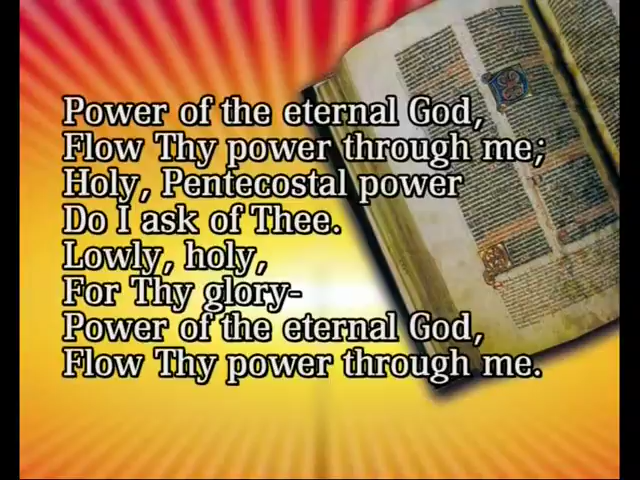 Power of the eternal God,
Flow Thy power through me;
Holy, Pentecostal power
Do I ask of Thee.
Lowly, holy,
For Thy glory-
Power of the eternal God,
Flow Thy power through me.